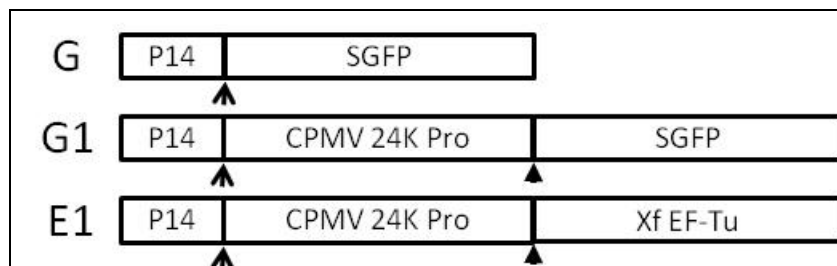 G P14 SGFP
G1 P14 CPMV 24K Pro SGFP
E1 P14 CPMV 24K Pro Xf EF-Tu